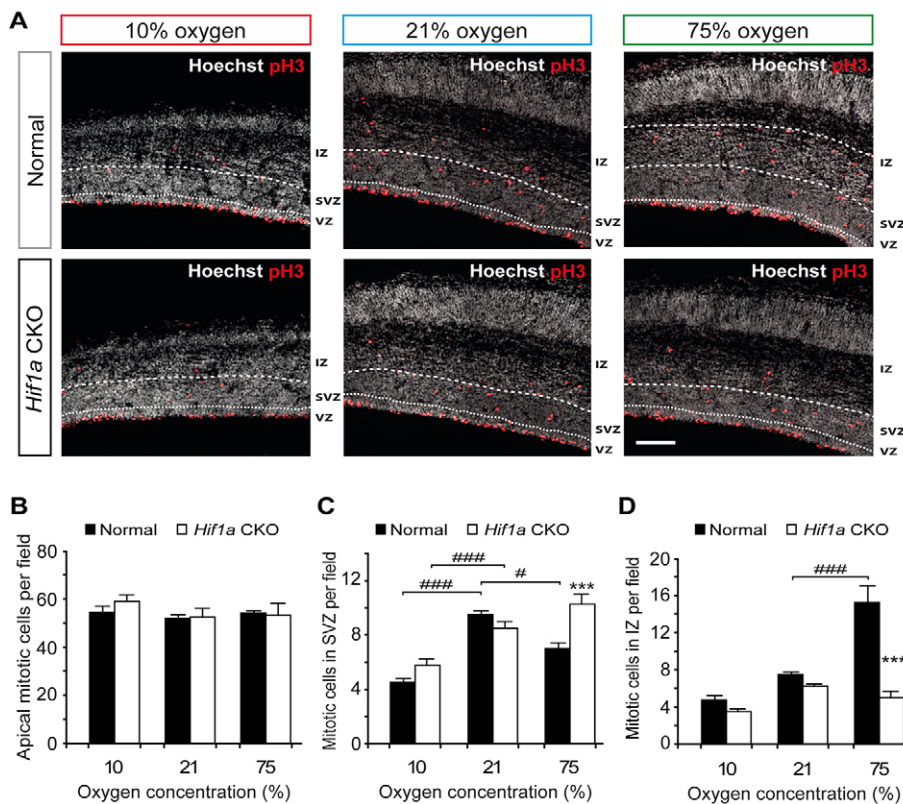 A
10% oxygen
21% oxygen
75% oxygen
Normal
Hoechst pH3
IZ
SVZ
VZ
Hoechst pH3
IZ
SVZ
VZ
Hoechst pH3
IZ
SVZ
VZ
Hif1a CKO
Hoechst pH3
IZ
SVZ
VZ
Hoechst pH3
IZ
SVZ
VZ
Hoechst pH3
IZ
SVZ
VZ
B
Normal Hif1a CKO
Apical mitotic cells per field
80
60
40
20
0
10 21 75
Oxygen concentration (%)
C
Normal Hif1a CKO
Mitotic cells in SVZ per field
12
8
4
0
###
###
#
***
10 21 75
Oxygen concentration (%)
D
Normal Hif1a CKO
Mitotic cells in IZ per field
20
16
12
8
4
0
###
***
10 21 75
Oxygen concentration (%)